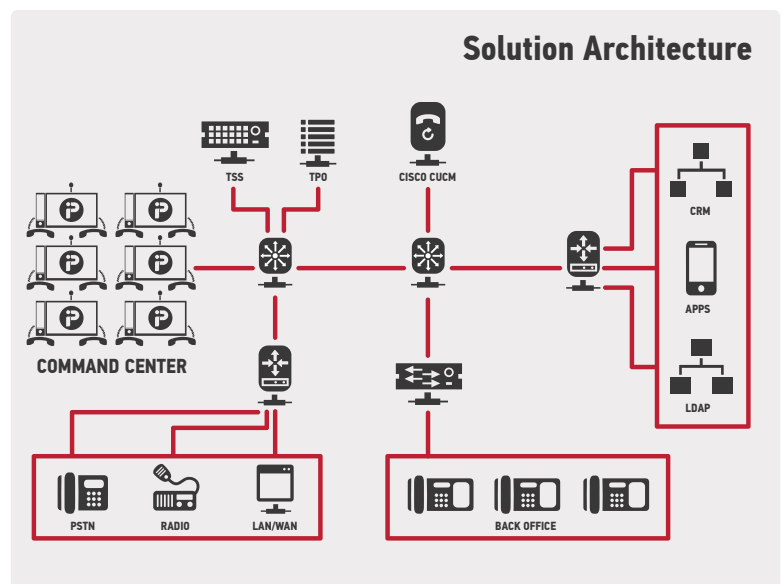 Solution Architecture
TSS
TPO
CISCO CUCM
CRM
APPS
LDAP
COMMAND CENTER
PSTN
RADIO
LAN/WAN
BACK OFFICE